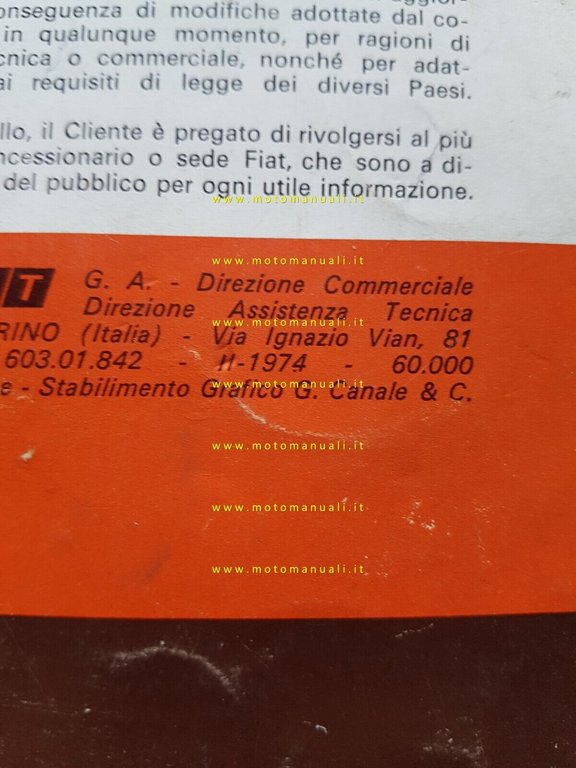 onseguenza di modifiche adottate dal co-
in qualunque momento, per ragioni di
cnica o commerciale, nonché per adat-
ai requisiti di legge dei diversi Paesi.
llo, il Cliente è pregato di rivolgersi al più
ncessionario o sede Fiat, che sono a di-
del pubblico per ogni utile informazione.
www.motomanuali.it
www.motomanuali.it
T G. A. - Direzione Commerciale
Direzione Assistenza Tecnica
www.motomanuali.it
RINO (Italia) - Via Ignazio Vian, 81
603.01.842 - II-1974 - 60.000
www.motomanuali.it
e - Stabilimento Grafico G. Canale & C.
www.motomanuali.it
www.motomanuali.it
www.motomanuali.it